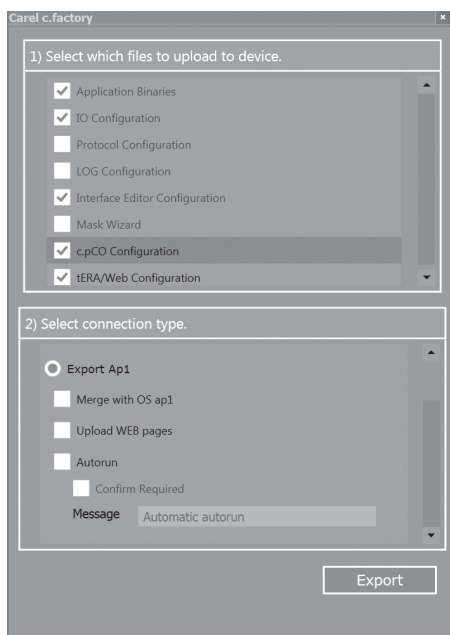 Carel c.factory
1) Select which files to upload to device.
Application Binaries
IO Configuration
Protocol Configuration
LOG Configuration
Interface Editor Configuration
Mask Wizard
c.pCO Configuration
tERA/Web Configuration
2) Select connection type.
Export Ap1
Merge with OS ap1
Upload WEB pages
Autorun
Confirm Required
Message Automatic autorun
Export